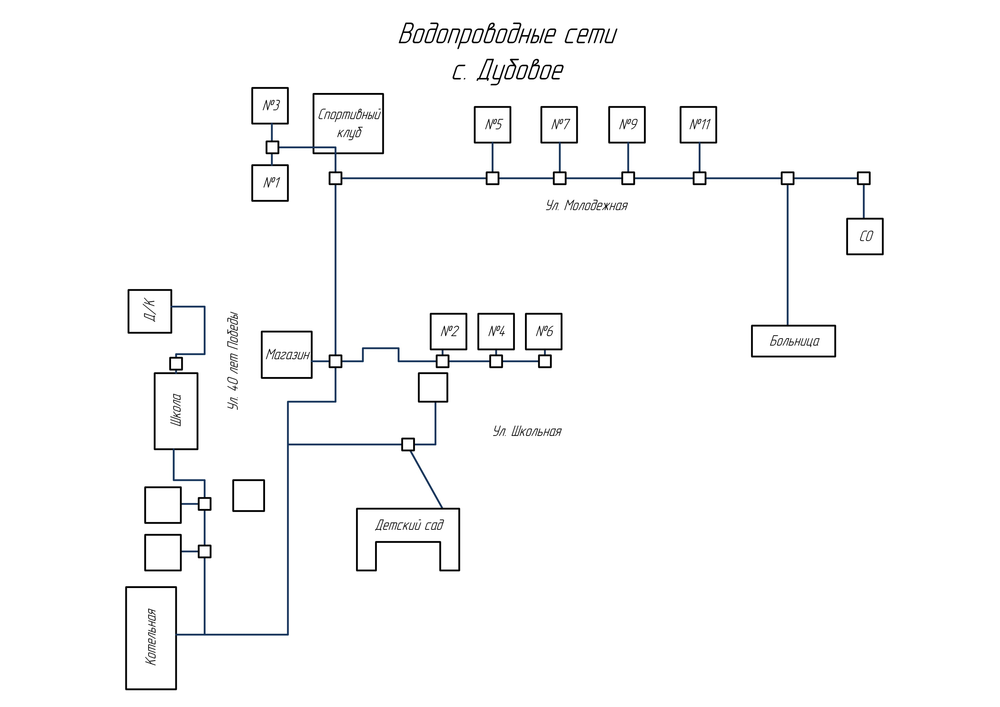 Водопроводные сети
с. Дубовое
№3
Спортивный
клуб
№5
№7
№9
№11
№1
Ул. Молодежная
СО
Д/К
Ул. 40 лет Победы
№2
№4
№6
Магазин
Больница
Школа
Ул. Школьная
Детский сад
Котельная